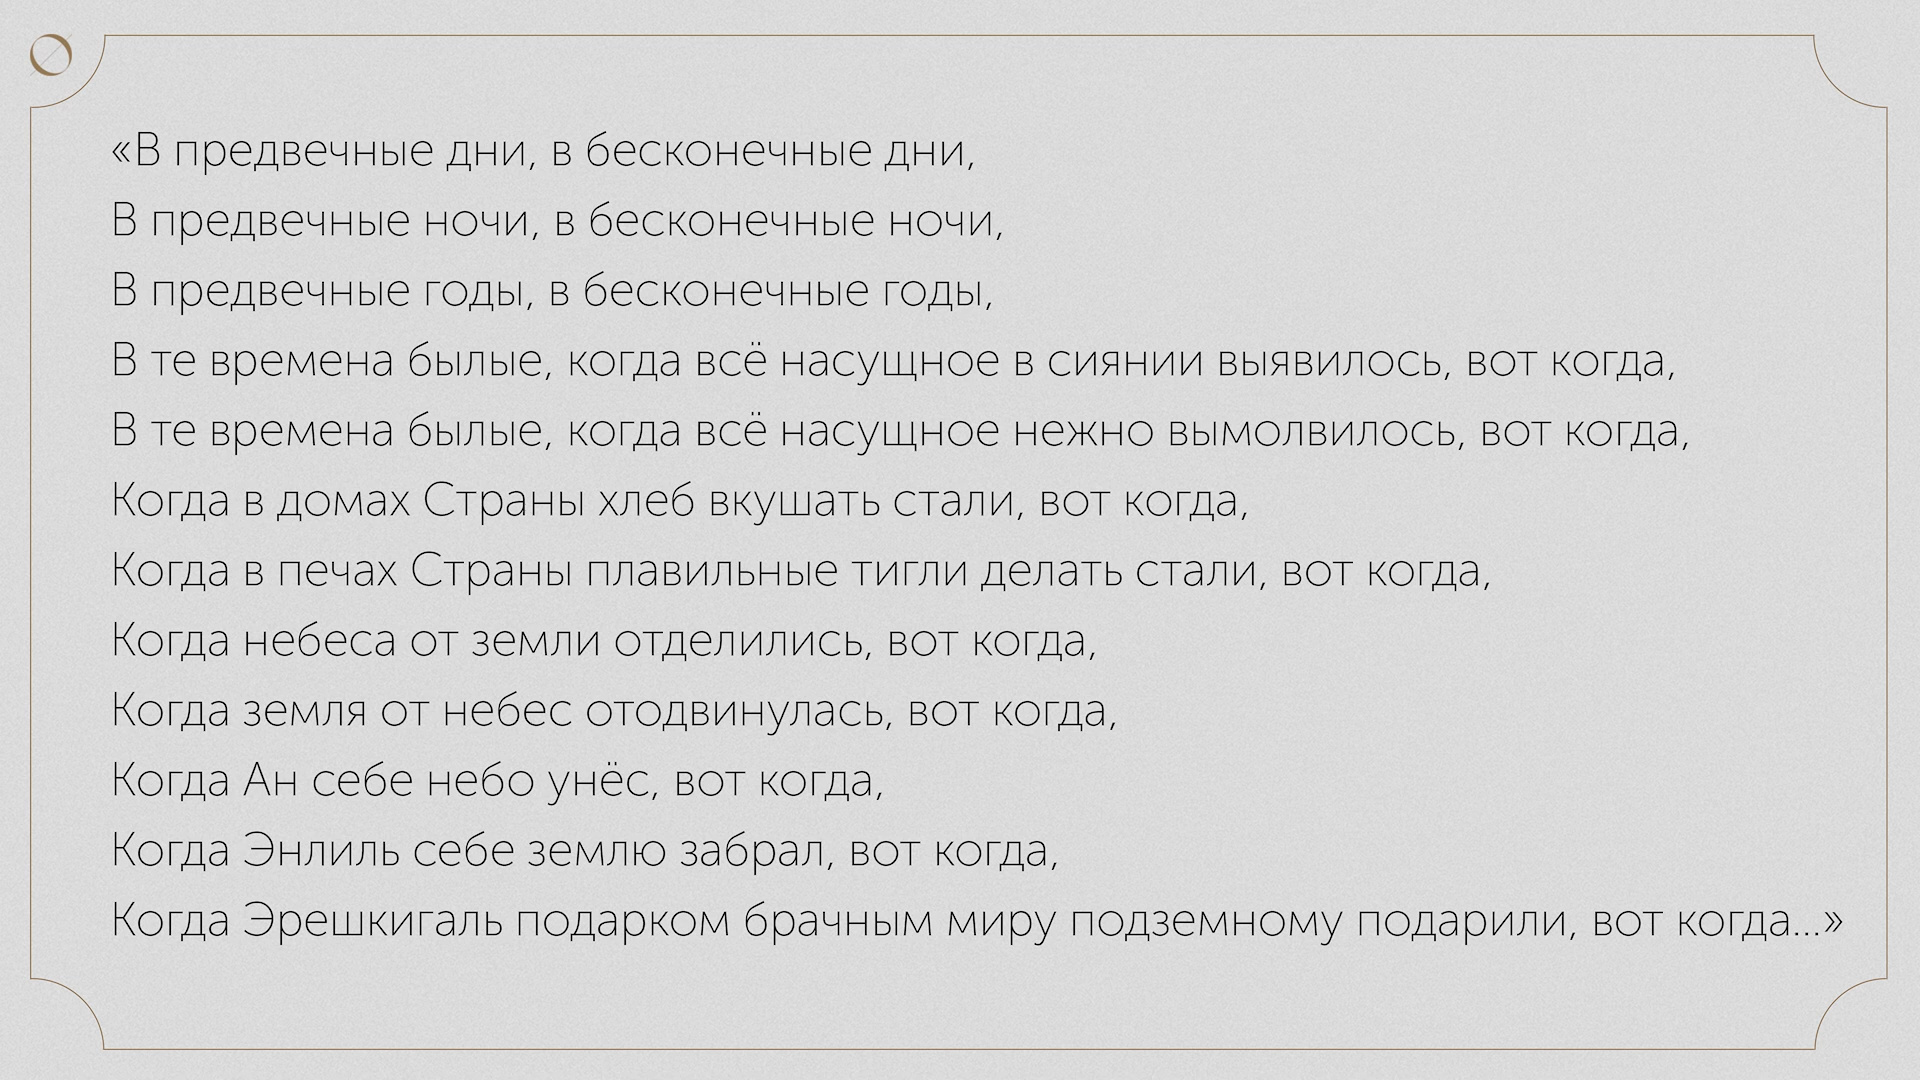 «В предвечные дни, в бесконечные дни,
В предвечные ночи, в бесконечные ночи,
В предвечные годы, в бесконечные годы,
В те времена былые, когда всё насущное в сиянии выявилось, вот когда,
В те времена былые, когда всё насущное нежно вымолвилось, вот когда,
Когда в домах Страны хлеб вкушать стали, вот когда,
Когда в печах Страны плавильные тигли делать стали, вот когда,
Когда небеса от земли отделились, вот когда,
Когда земля от небес отодвинулась, вот когда,
Когда Ан себе небо унёс, вот когда,
Когда Энлиль себе землю забрал, вот когда,
Когда Эрешкигаль подарком брачным миру подземному подарили, вот когда...»